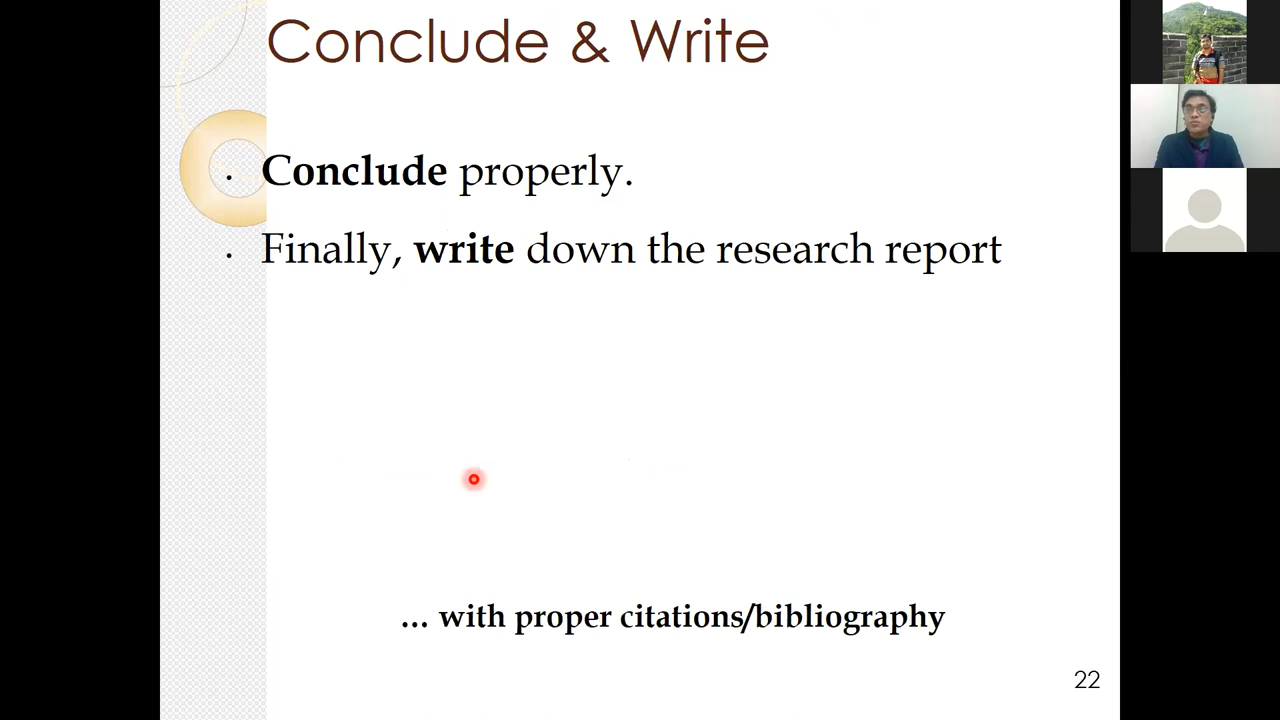 Conclude & Write
· Conclude properly.
· Finally, write down the research report
... with proper citations/bibliography
22